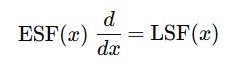 ESF(x) d/dx = LSF(x)